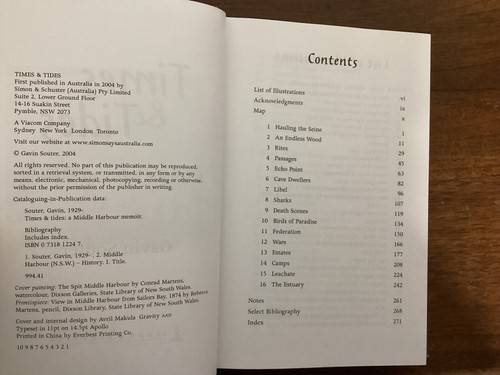 TIMES & TIDES
First published in Australia in 2004 by
Simon & Schuster (Australia) Pty Limited
Suite 2, Lower Ground Floor
14-16 Suakin Street
Pymble, NSW 2073
A Viacom Company
Sydney New York London Toronto
Visit our website at www.simonsaysaustralia.com
© Gavin Souter, 2004
All rights reserved. No part of this publication may be reproduced,
sorted in a retrieval system, or transmitted, in any form or by any
means, electronic, mechanical, photocopying, recording or otherwise,
without the prior permission of the publisher in writing.
Cataloguing-in-Publication data:
Souter, Gavin, 1929- .
Times & tides: a Middle Harbour memoir.
Bibliography
Includes index.
ISBN 0 7318 1224 7.
1. Souter, Gavin, 1929- . 2. Middle
Harbour (N.S.W.) – History. I. Title.
994.41
Cover painting: The Spit Middle Harbour by Conrad Martens,
watercolour, Dixson Galleries, State Library of New South Wales
Frontispiece: View in Middle Harbour from Sailors Bay, 1874 by Rebecca
Martens, pencil, Dixson Library, State Library of New South Wales
Cover and internal design by Avril Makula Gravity AND
Typeset in 11pt on 14.5pt Apollo
Printed in China by Everbest Printing Co.
10 9 8 7 6 5 4 3 2 1
Contents
List of Illustrations vi
Acknowledgments ix
Map x
1 Hauling the Seine 1
2 An Endless Wood 11
3 Rites 29
4 Passages 45
5 Echo Point 63
6 Cave Dwellers 82
7 Libel 96
8 Sharks 107
9 Death Scenes 119
10 Birds of Paradise 134
11 Federation 149
12 Wars 166
13 Estates 177
14 Camps 208
15 Leachate 224
16 The Estuary 242
Notes 261
Select Bibliography 268
Index 271